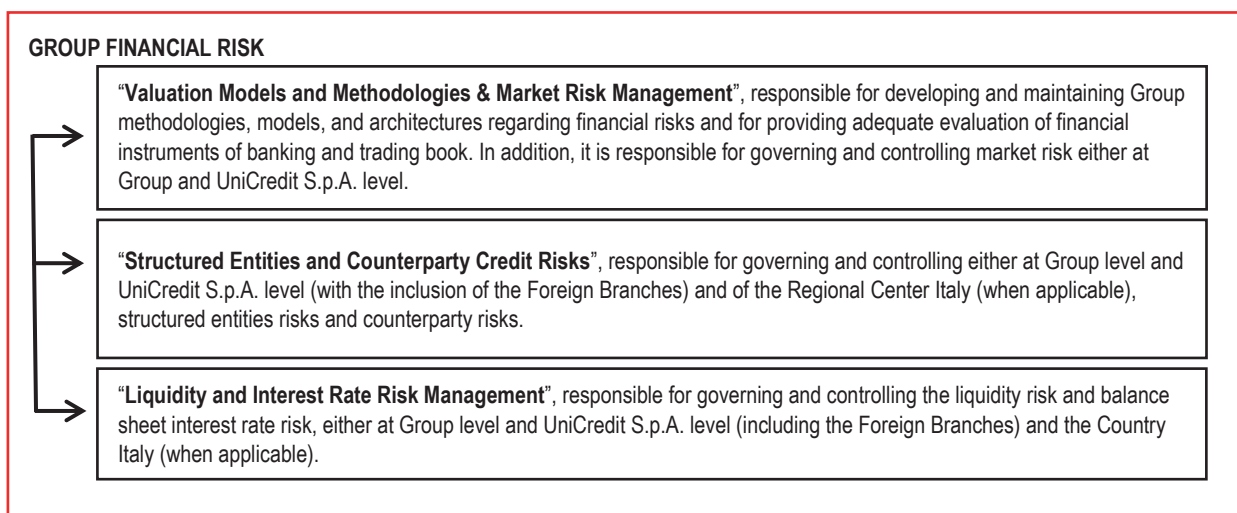 GROUP FINANCIAL RISK
“Valuation Models and Methodologies & Market Risk Management”, responsible for developing and maintaining Group
methodologies, models, and architectures regarding financial risks and for providing adequate evaluation of financial
instruments of banking and trading book. In addition, it is responsible for governing and controlling market risk either at
Group and UniCredit S.p.A. level.
“Structured Entities and Counterparty Credit Risks”, responsible for governing and controlling either at Group level and
UniCredit S.p.A. level (with the inclusion of the Foreign Branches) and of the Regional Center Italy (when applicable),
structured entities risks and counterparty risks.
“Liquidity and Interest Rate Risk Management”, responsible for governing and controlling the liquidity risk and balance
sheet interest rate risk, either at Group level and UniCredit S.p.A. level (including the Foreign Branches) and the Country
Italy (when applicable).